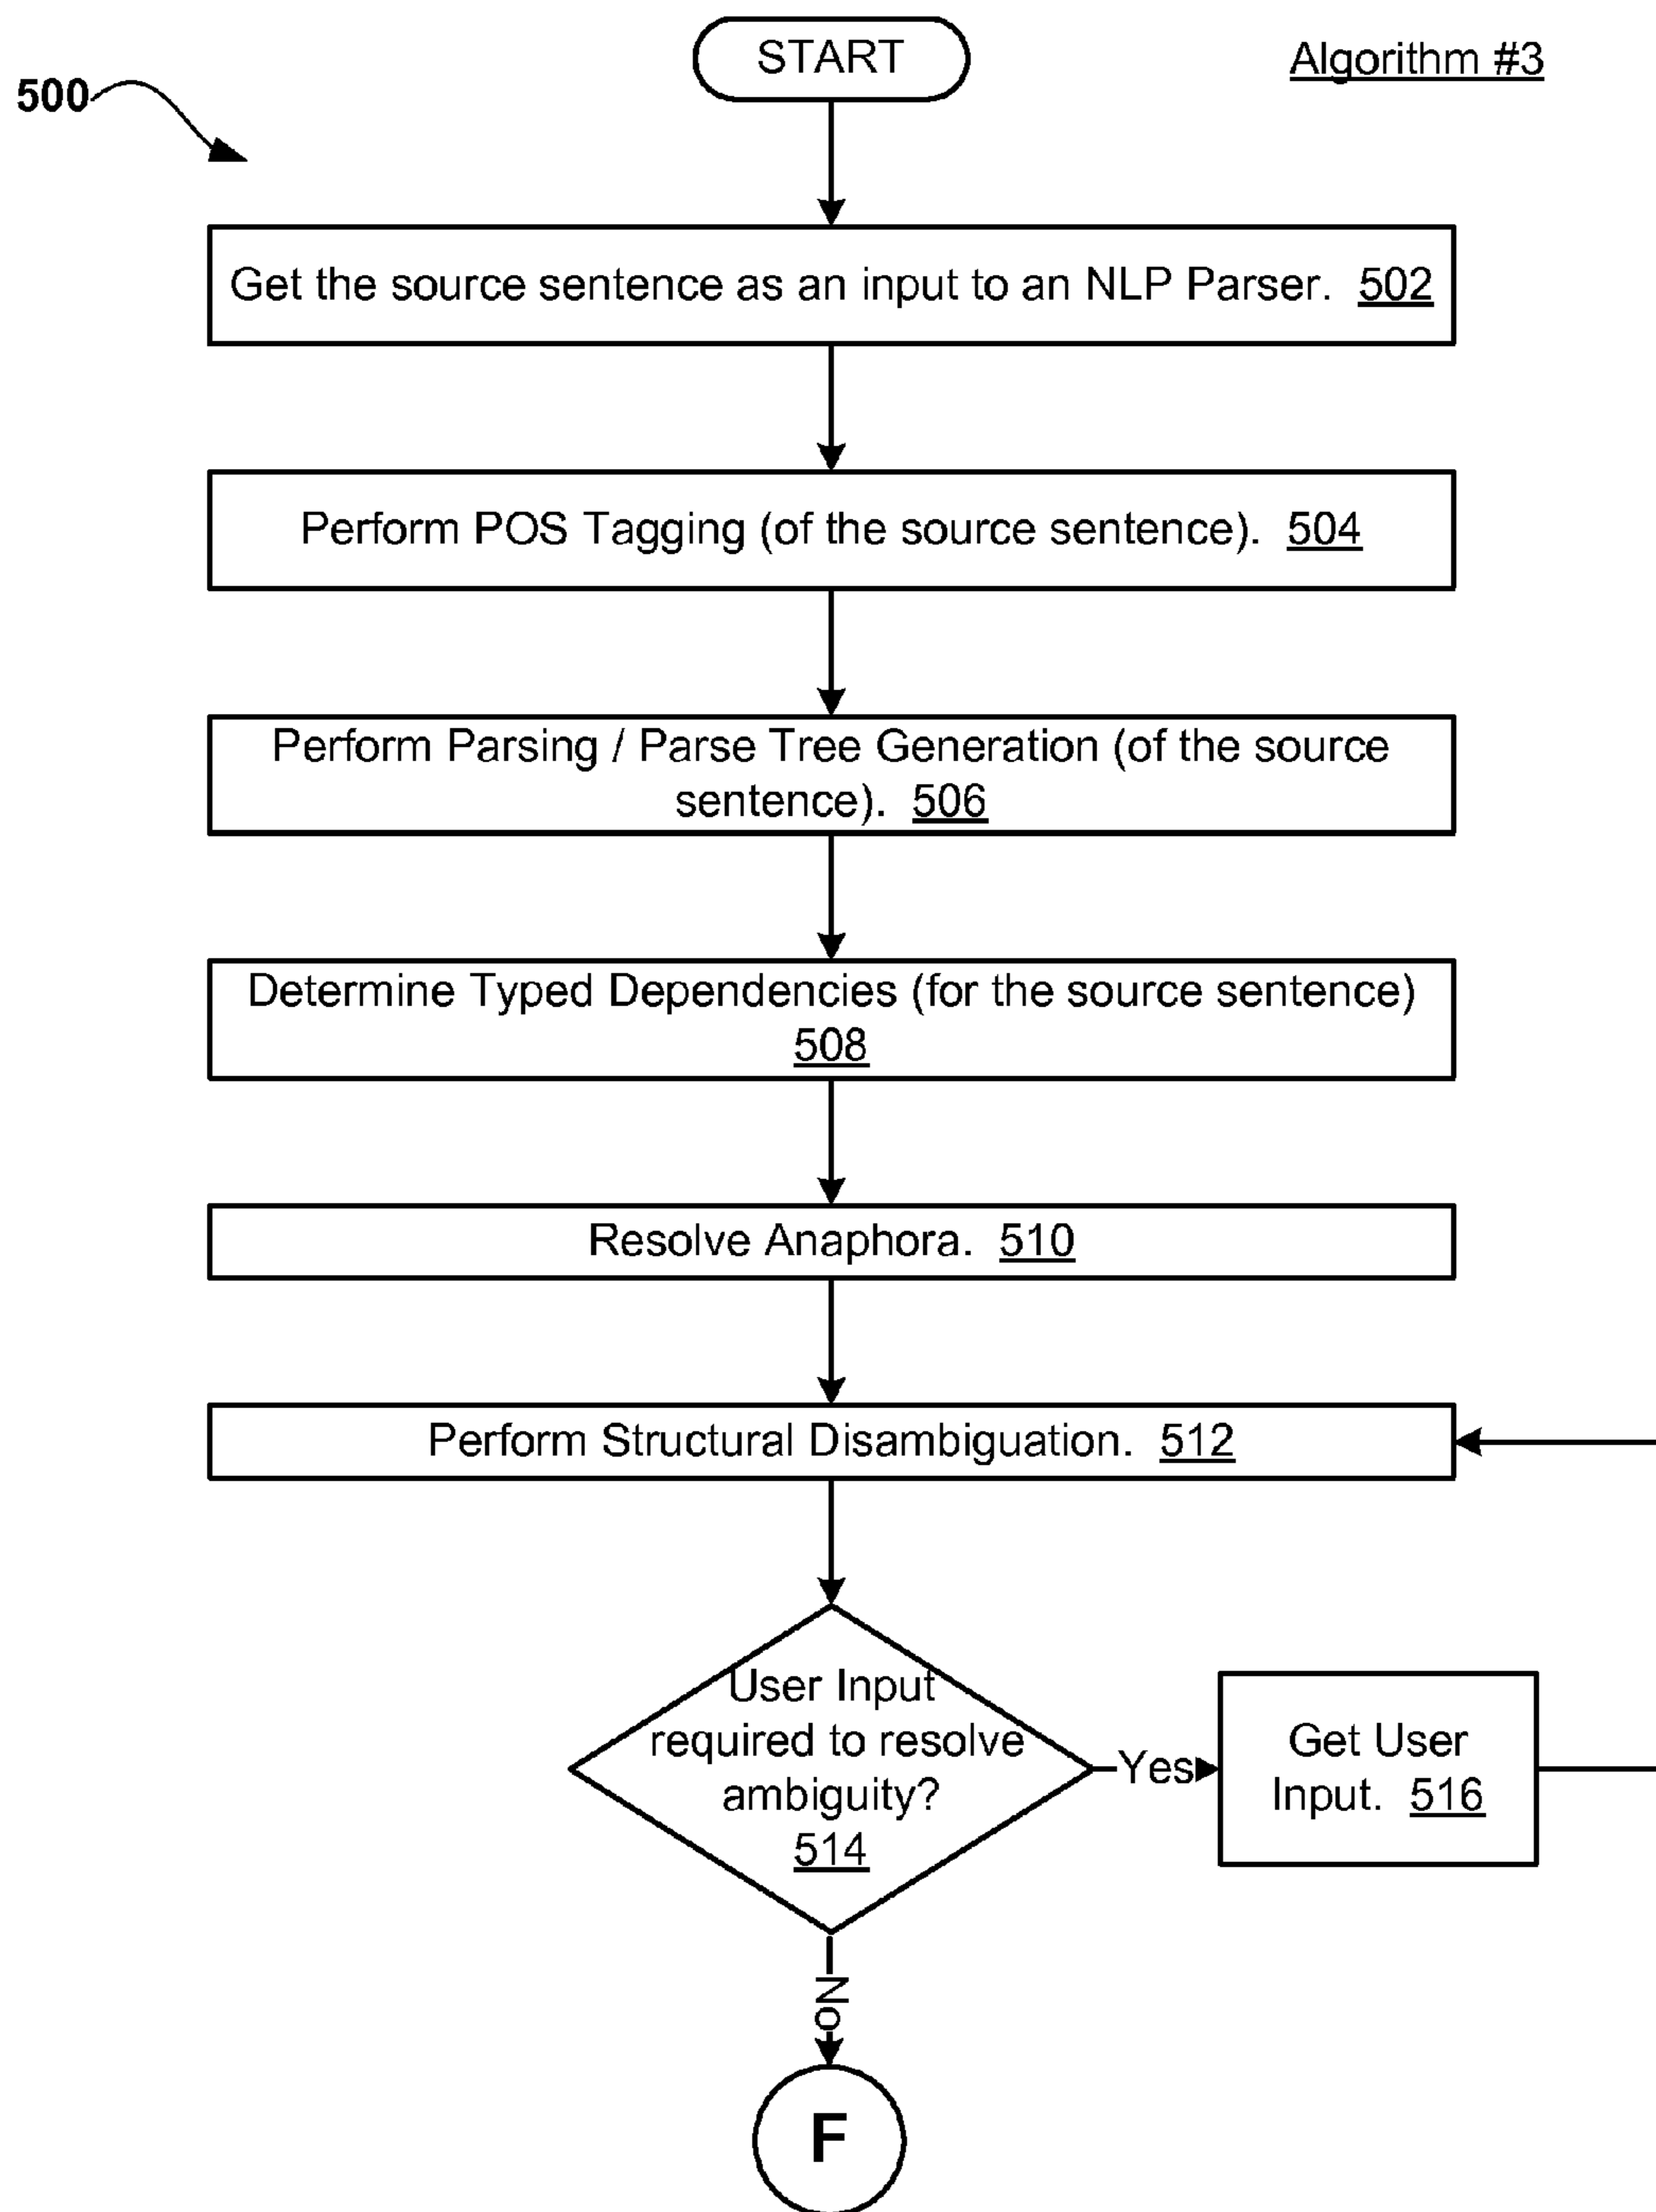 START
Algorithm #3
500
Get the source sentence as an input to an NLP Parser. 502
Perform POS Tagging (of the source sentence). 504
Perform Parsing / Parse Tree Generation (of the source
sentence). 506
Determine Typed Dependencies (for the source sentence)
508
Resolve Anaphora. 510
Perform Structural Disambiguation. 512
User Input
required to resolve
ambiguity?
514
Yes
Get User
Input. 516
No
F